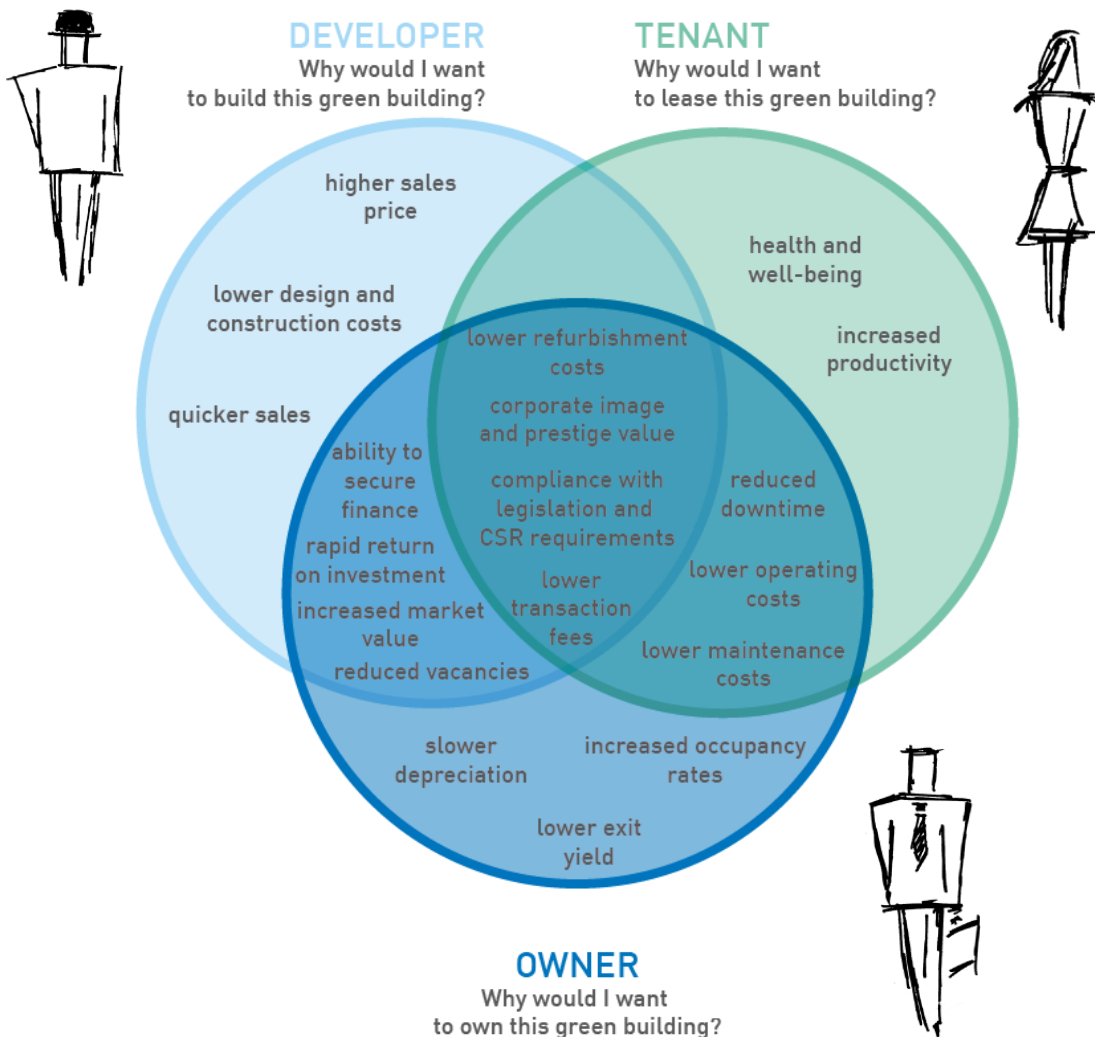 DEVELOPER
Why would I want
to build this green building?
TENANT
Why would I want
to lease this green building?
higher sales
price
lower design and
construction costs
quicker sales
health and
well-being
increased
productivity
lower refurbishment
costs
corporate image
and prestige value
compliance with
legislation and
CSR requirements
lower
transaction
fees
ability to
secure
finance
rapid return
on investment
increased market
value
reduced vacancies
reduced
downtime
lower operating
costs
lower maintenance
costs
slower
depreciation
increased occupancy
rates
lower exit
yield
OWNER
Why would I want
to own this green building?